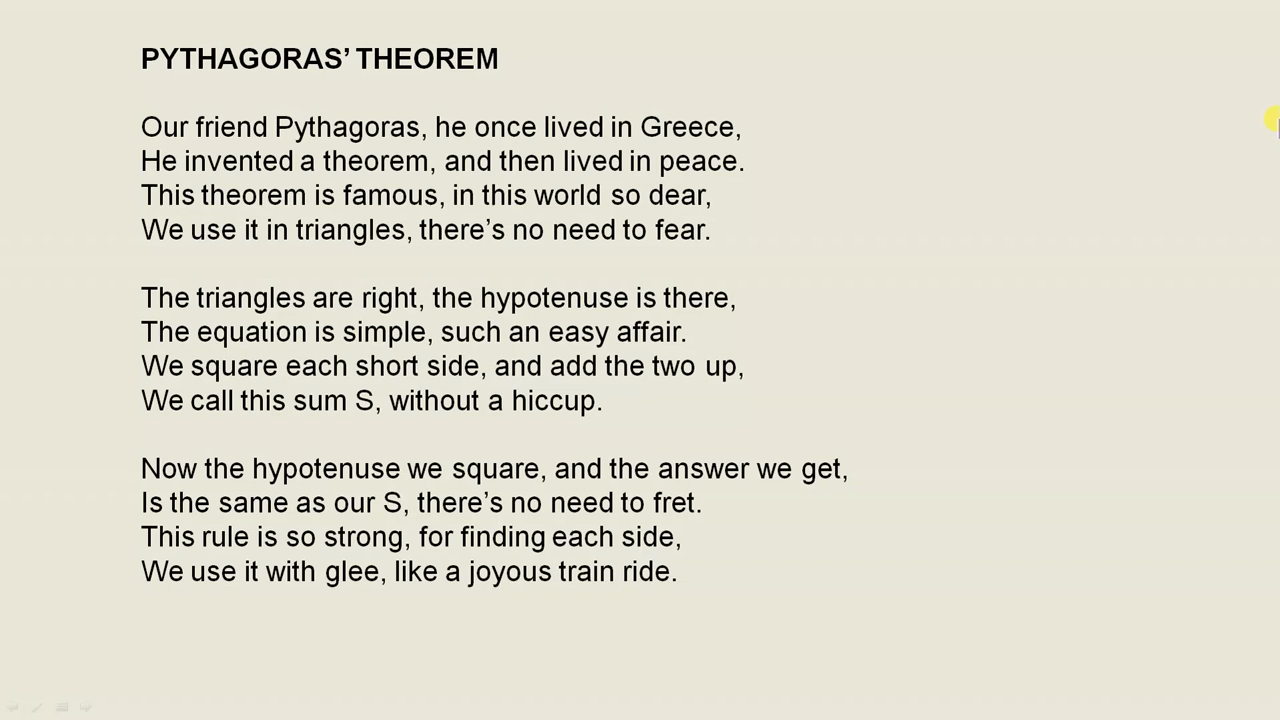 PYTHAGORAS’ THEOREM
Our friend Pythagoras, he once lived in Greece,
He invented a theorem, and then lived in peace.
This theorem is famous, in this world so dear,
We use it in triangles, there’s no need to fear.
The triangles are right, the hypotenuse is there,
The equation is simple, such an easy affair.
We square each short side, and add the two up,
We call this sum S, without a hiccup.
Now the hypotenuse we square, and the answer we get,
Is the same as our S, there’s no need to fret.
This rule is so strong, for finding each side,
We use it with glee, like a joyous train ride.